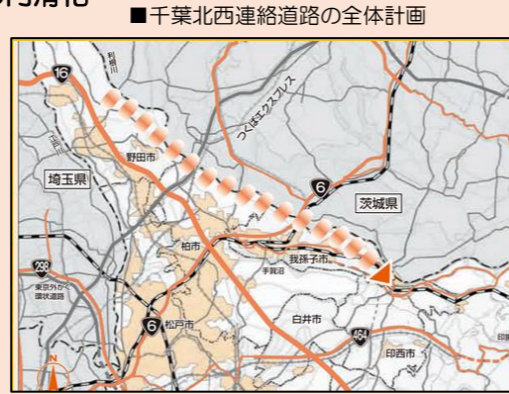 ■千葉北西連絡道路の全体計画
16
利根川
つくばエクスプレス
野田市
埼玉県
江戸川
6
茨城県
柏市
我孫子市
手賀沼
298
東京外かく
環状道路
6
松戸市
白井市
464
印西市
N